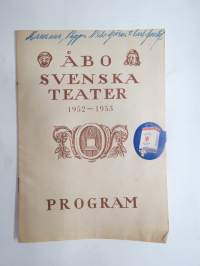 ÅBO
SVENSKA
TEATER
1952–1953
PROGRAM